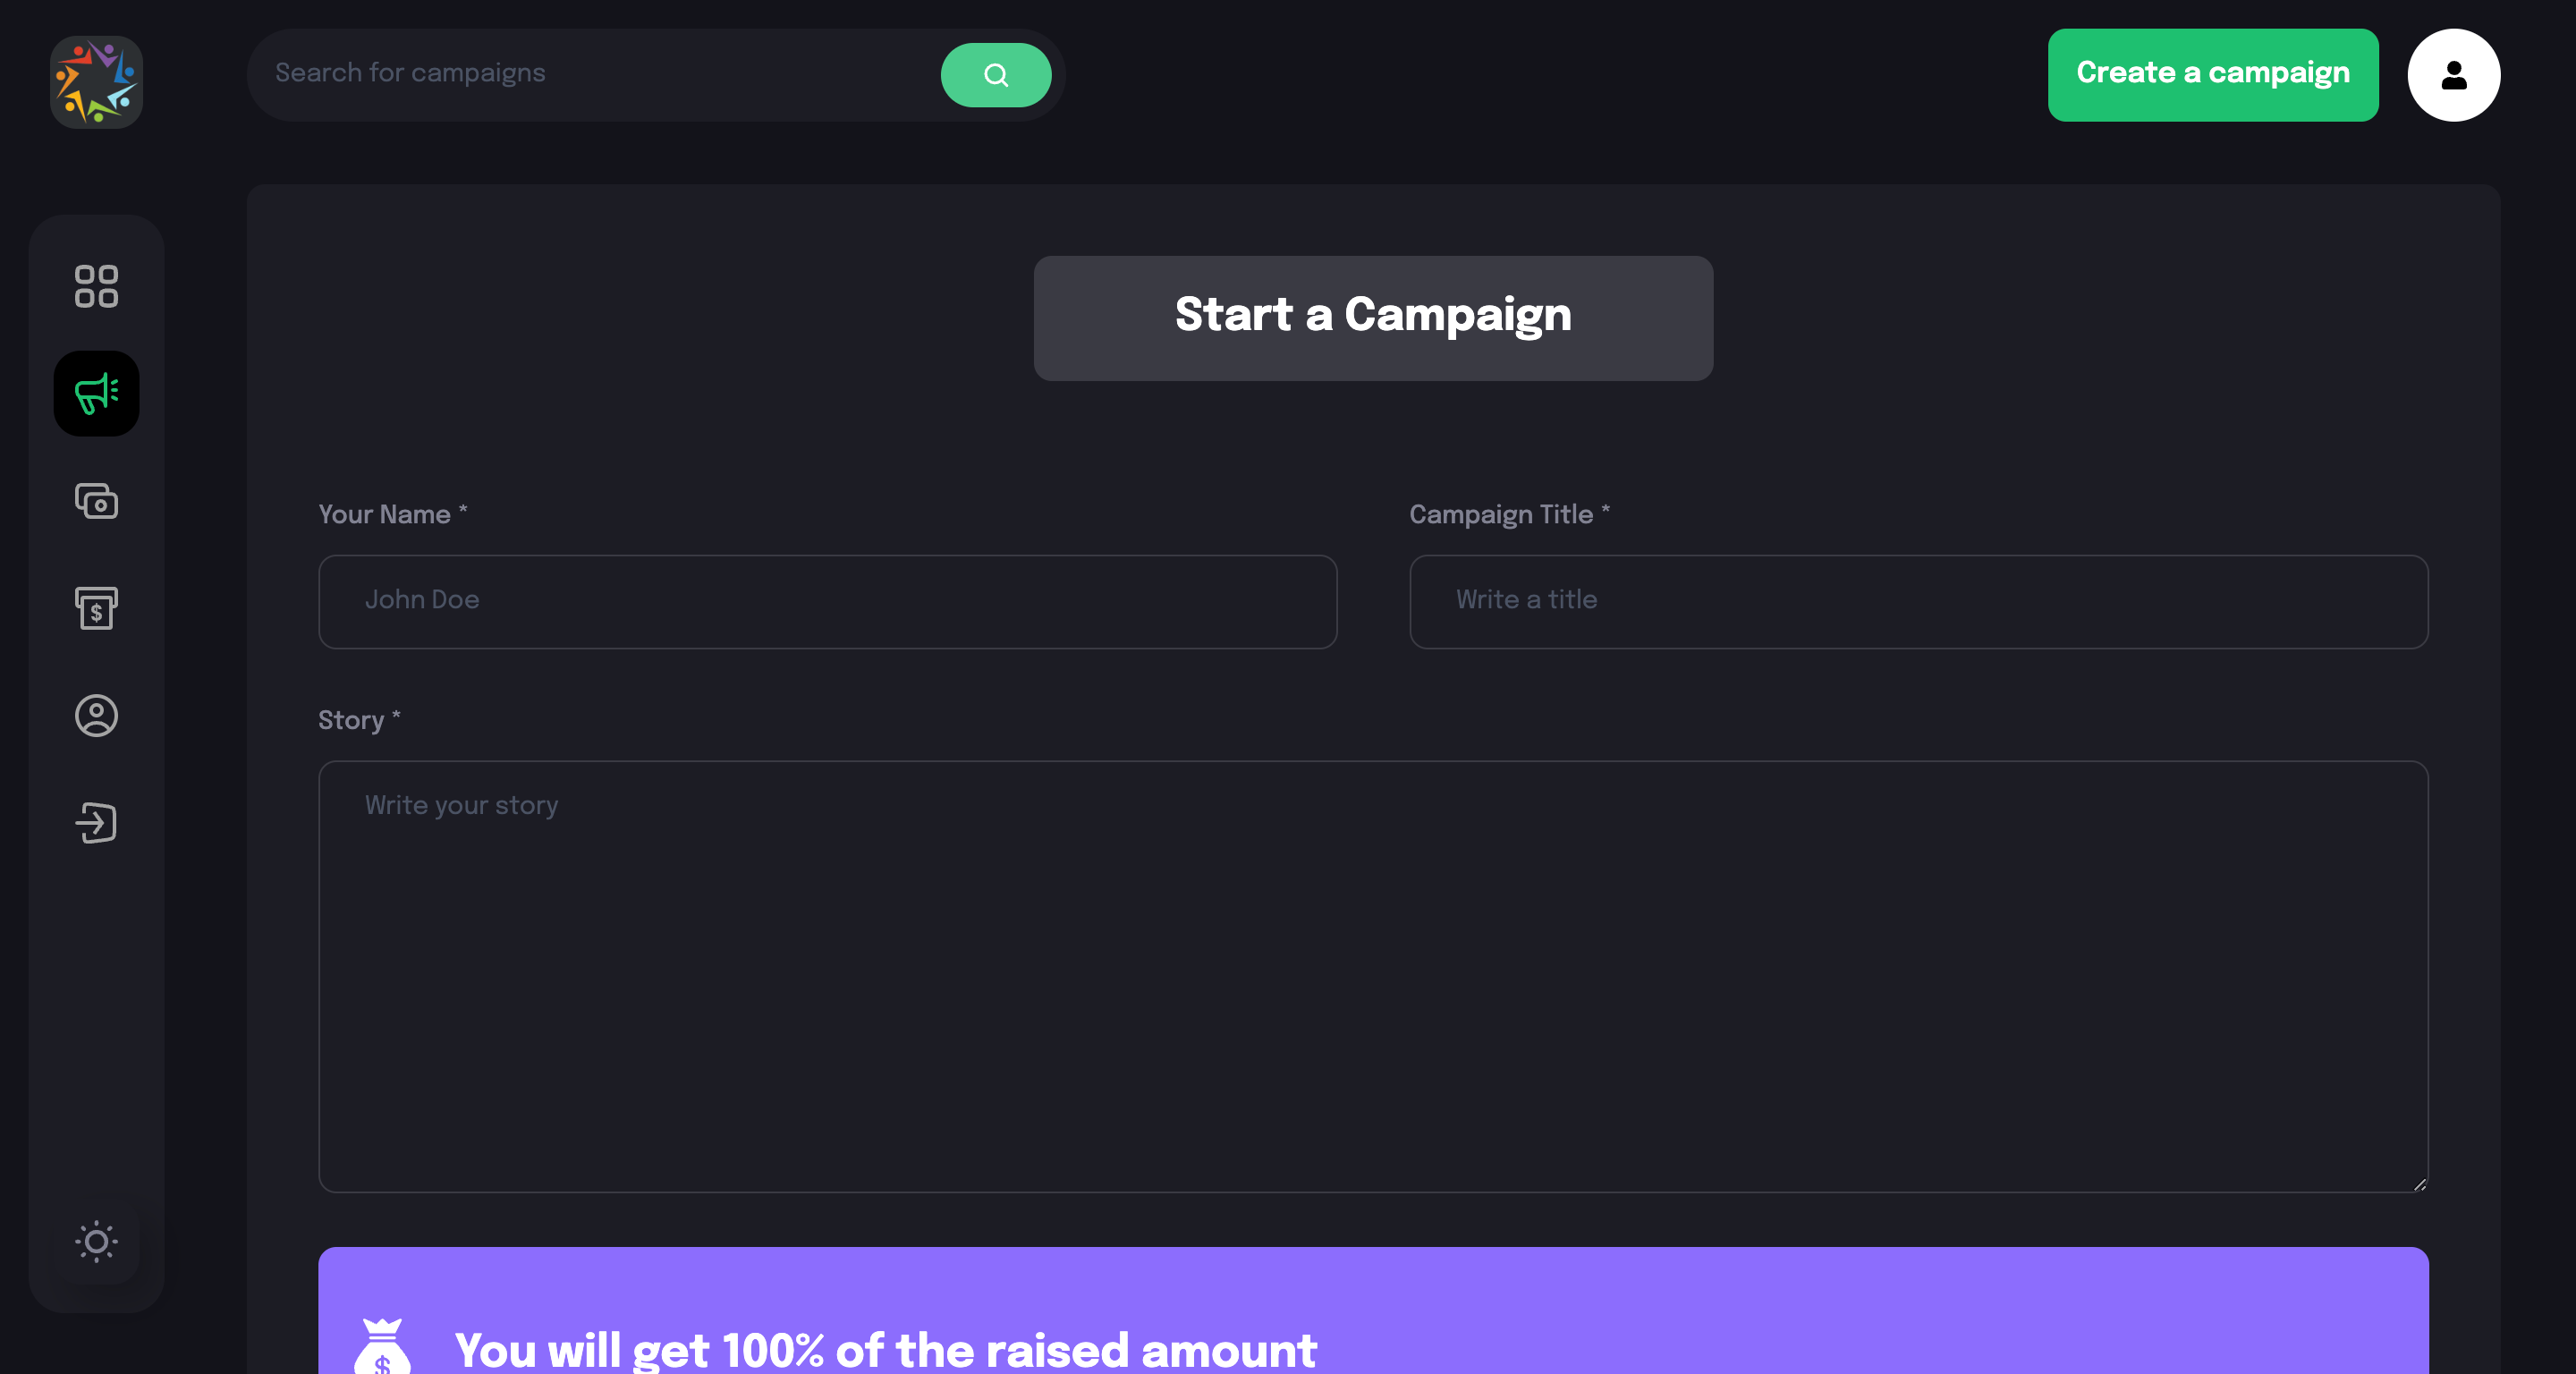 Search for campaigns
Create a campaign
Start a Campaign
Your Name *
Campaign Title *
John Doe
Write a title
Story *
Write your story
$
$
You will get 100% of the raised amount